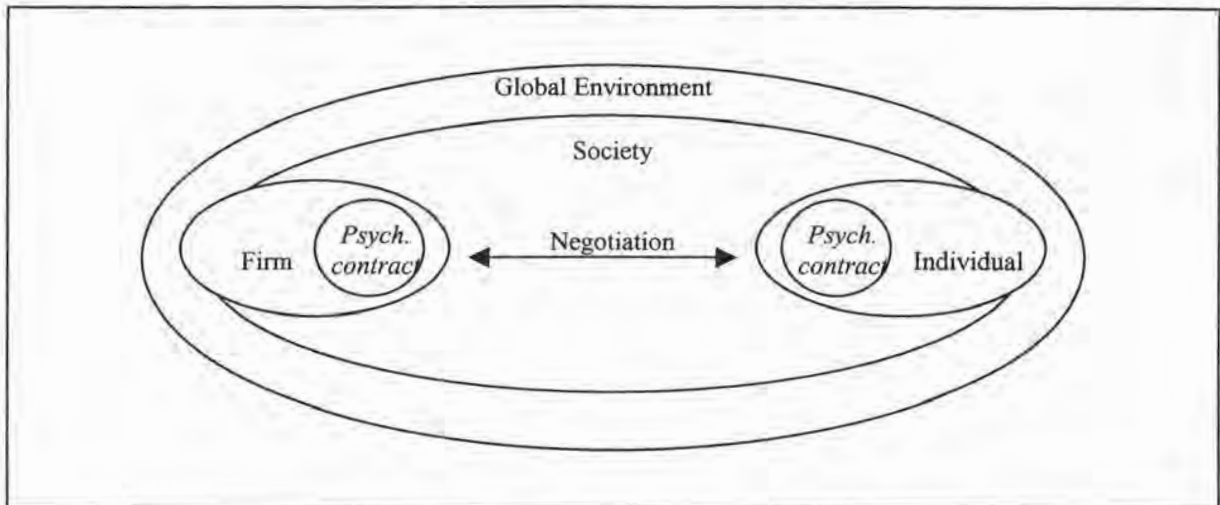 Global Environment
Society
Psych.
contract
Firm
Negotiation
Psych.
contract
Individual